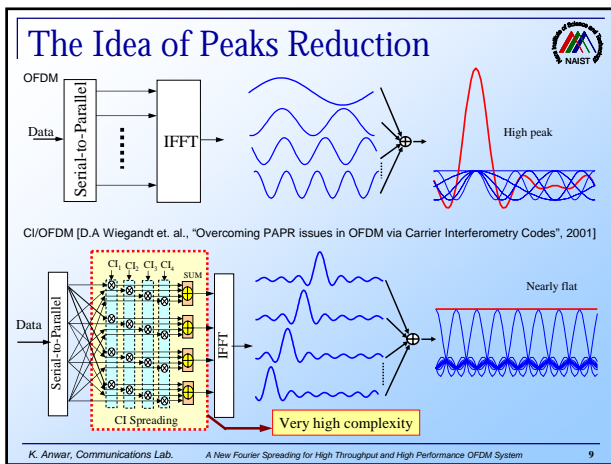 The Idea of Peaks Reduction
NAIST
OFDM
Data
Serial-to-Parallel
IFFT
High peak
CI/OFDM [D.A Wiegandt et. al., “Overcoming PAPR issues in OFDM via Carrier Interferometry Codes”, 2001]
CI1 CI2 CI3 CI4
SUM
Data
Serial-to-Parallel
IFFT
Nearly flat
CI Spreading
Very high complexity
K. Anwar, Communications Lab. A New Fourier Spreading for High Throughput and High Performance OFDM System 9